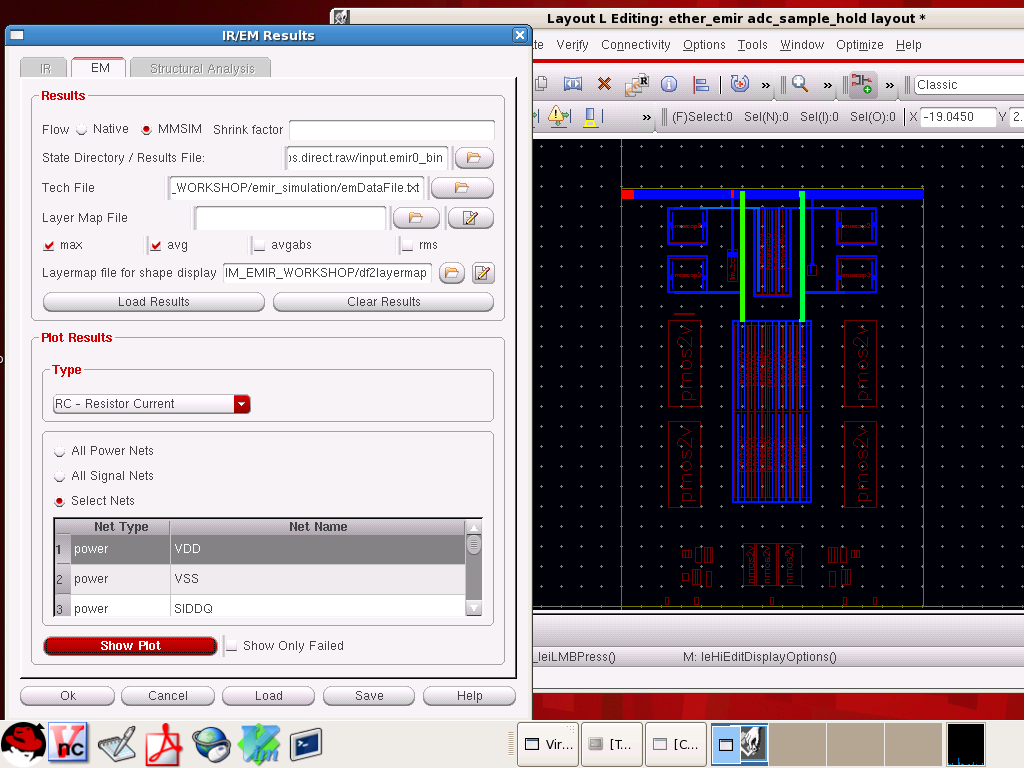 Layout L Editing: ether_emir adc_sample_hold layout *
IR/EM Results
te Verify Connectivity Options Tools Window Optimize Help
IR EM Structural Analysis
R
» » » Classic
» (F)Select:0 Sel(N):0 Sel(I):0 Sel(O):0 X -19.0450 Y 2.
Results
Flow Native MMSIM Shrink factor
State Directory / Results File: os.direct.raw/input.emir0_bin
Tech File _WORKSHOP/emir_simulation/emDataFile.txt
Layer Map File
max avg avgabs rms
Layermap file for shape display IM_EMIR_WORKSHOP/df2layermap
Load Results Clear Results
Plot Results
Type
RC - Resistor Current
All Power Nets
All Signal Nets
Select Nets
Net Type Net Name
1 power VDD
2 power VSS
3 power SIDDQ
Show Plot Show Only Failed
Ok Cancel Load Save Help
pmos2v pmos2v
pmos2v pmos2v
nmos2v nmos2v nmos2v
_leiLMBPress() M: leHiEditDisplayOptions()
Vnc
Vir... [T... [C...